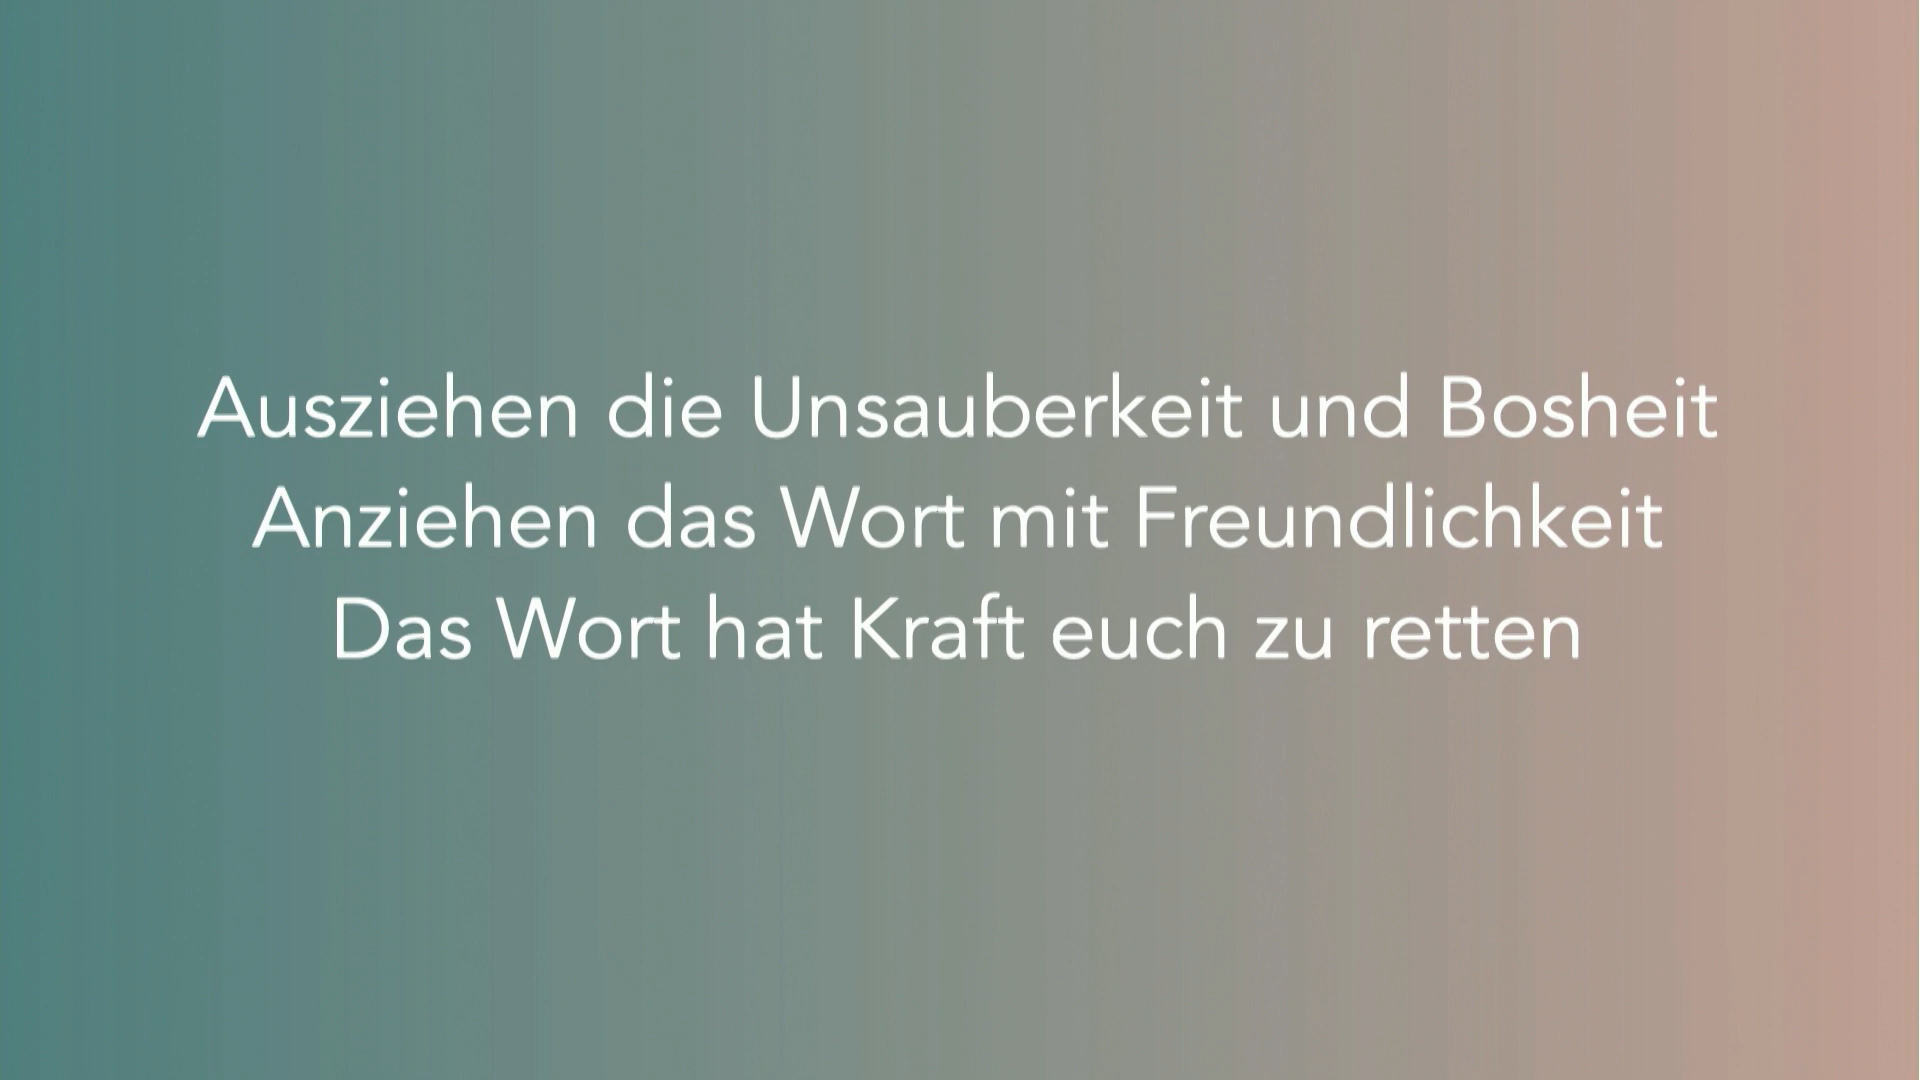 Ausziehen die Unsauberkeit und Bosheit
Anziehen das Wort mit Freundlichkeit
Das Wort hat Kraft euch zu retten